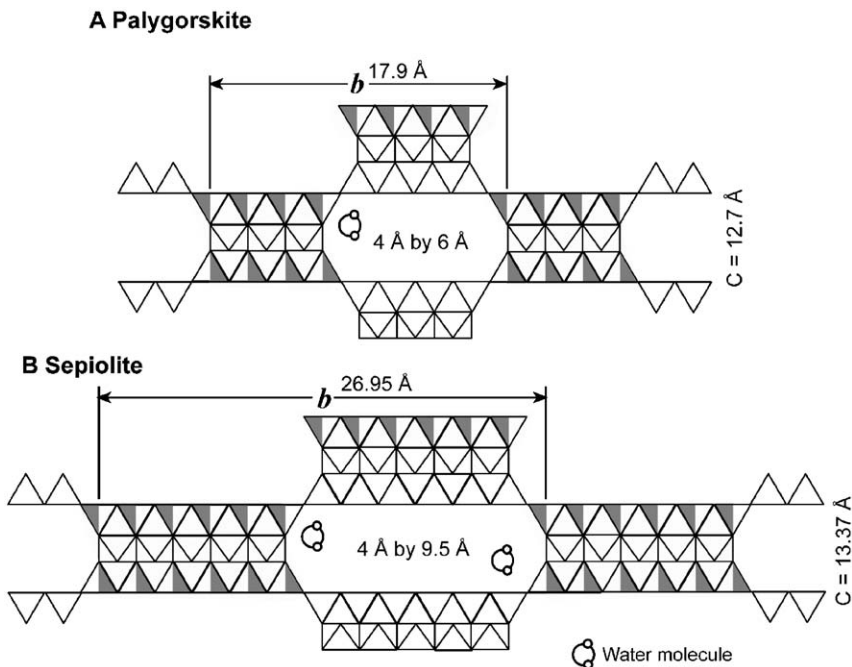 A Palygorskite
b 17.9 Å
4 Å by 6 Å
C = 12.7 Å
B Sepiolite
b 26.95 Å
4 Å by 9.5 Å
C = 13.37 Å
Water molecule